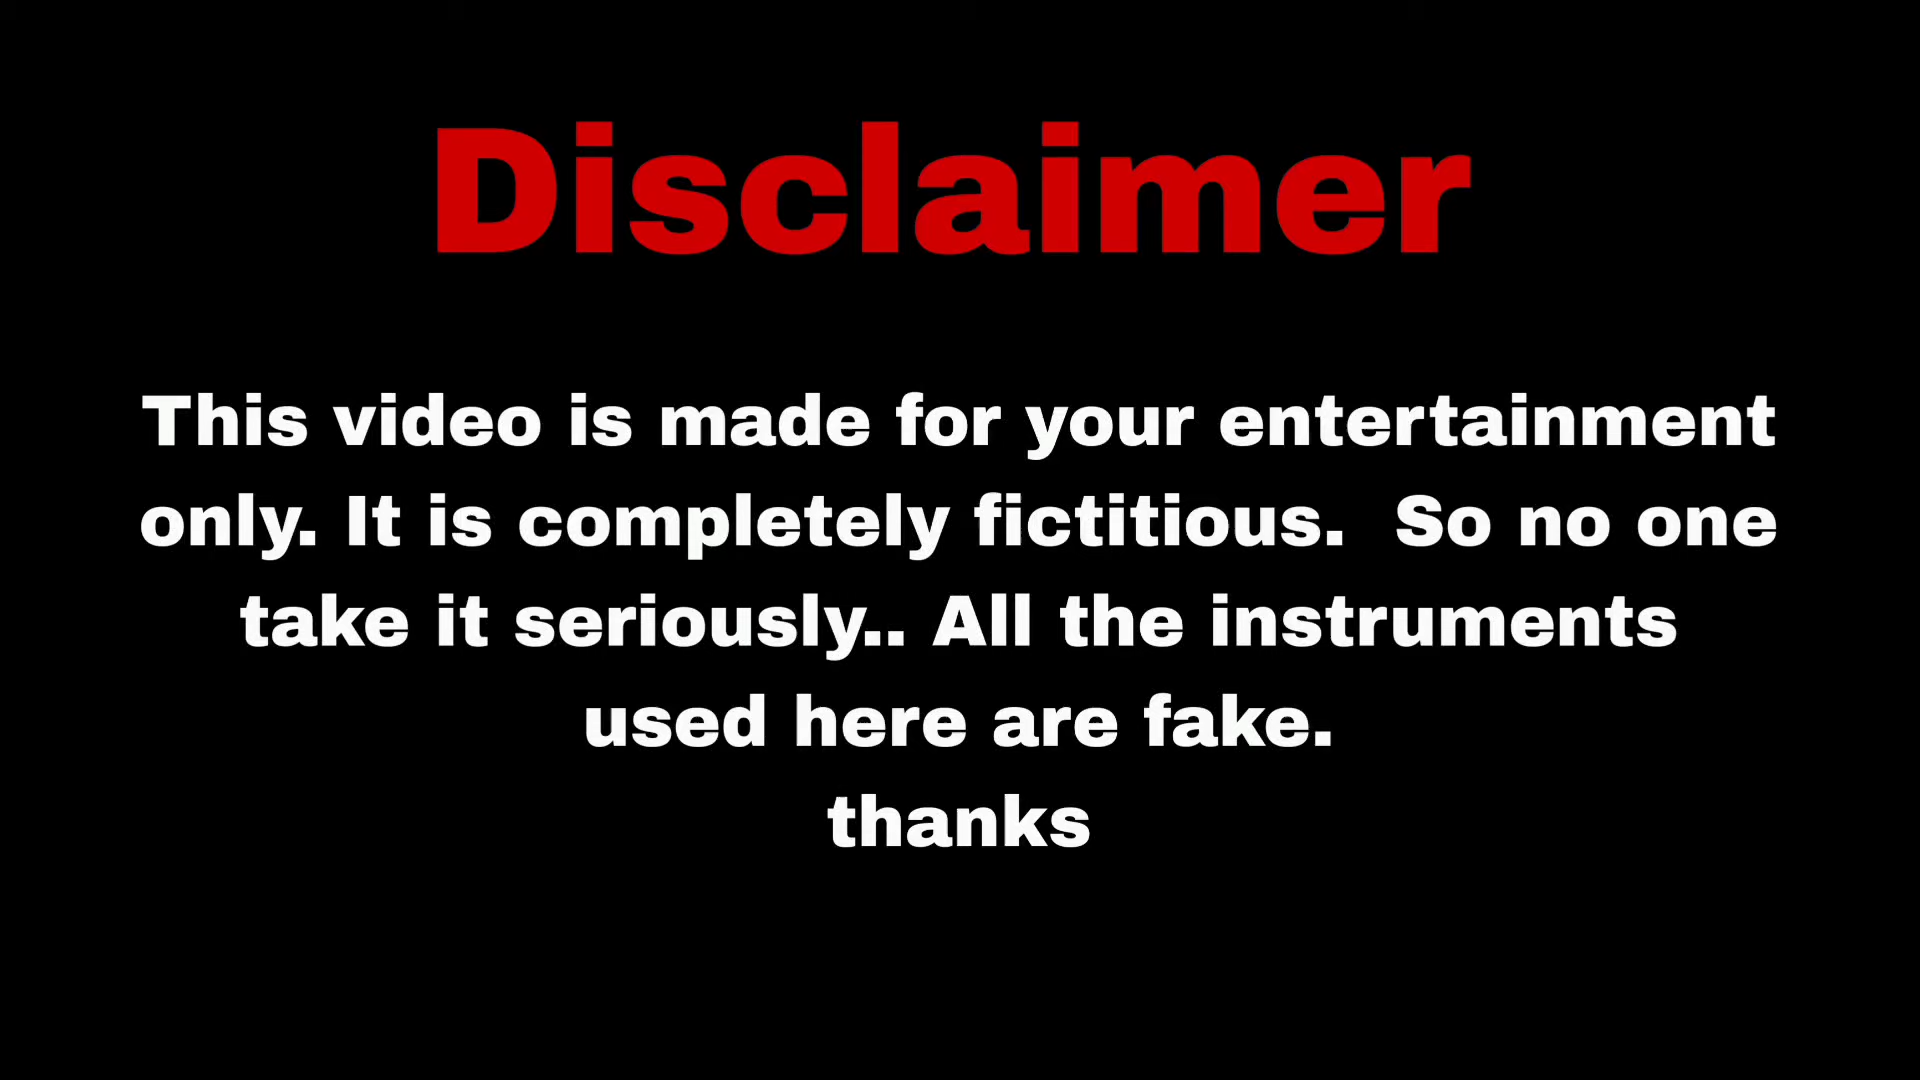 Disclaimer
This video is made for your entertainment
only. It is completely fictitious.  So no one
take it seriously.. All the instruments
used here are fake.
thanks